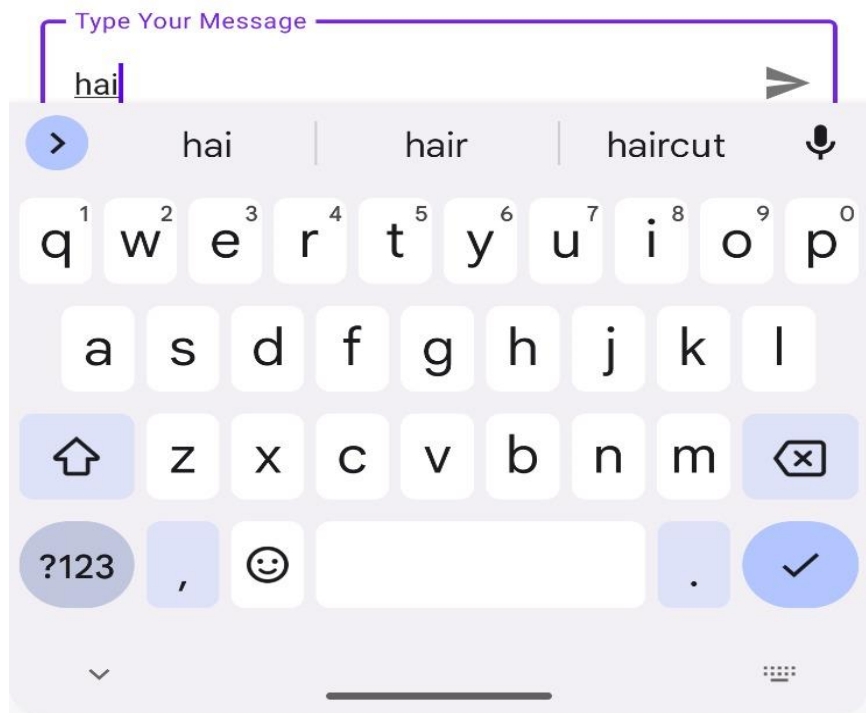 Type Your Message
hai
hai hair haircut
q1 w2 e3 r4 t5 y6 u7 i8 o9 p0
a s d f g h j k l
z x c v b n m
?123 , .